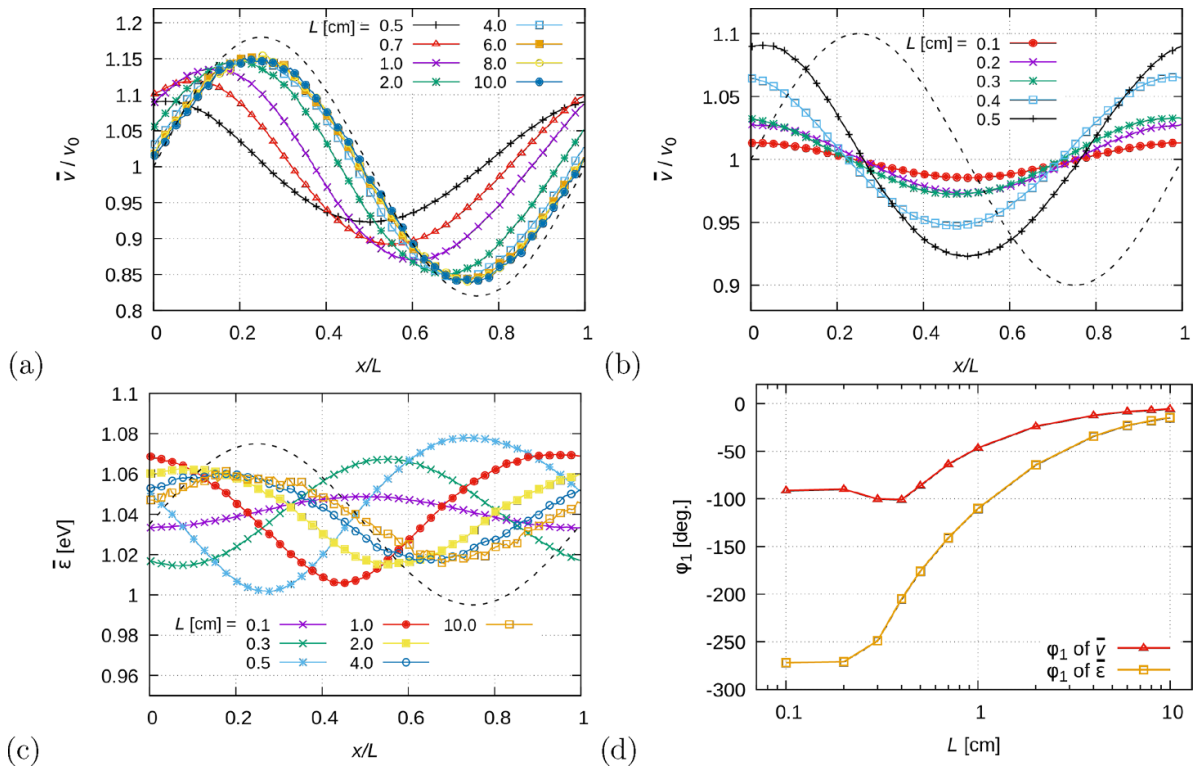 L [cm] = 0.5 4.0
0.7 6.0
1.0 8.0
2.0 10.0
1.2
1.15
1.1
1.05
1
0.95
0.9
0.85
0.8
v̄ / v0
0 0.2 0.4 0.6 0.8 1
x/L
(a)
L [cm] = 0.1
0.2
0.3
0.4
0.5
1.1
1.05
1
0.95
0.9
v̄ / v0
0 0.2 0.4 0.6 0.8 1
x/L
(b)
1.1
1.08
1.06
1.04
1.02
1
0.98
0.96
ε̄ [eV]
L [cm] = 0.1 1.0 10.0
0.3 2.0
0.5 4.0
0 0.2 0.4 0.6 0.8 1
x/L
(c)
0
-50
-100
-150
-200
-250
-300
φ1 [deg.]
φ1 of v̄
φ1 of ε̄
0.1 1 10
L [cm]
(d)